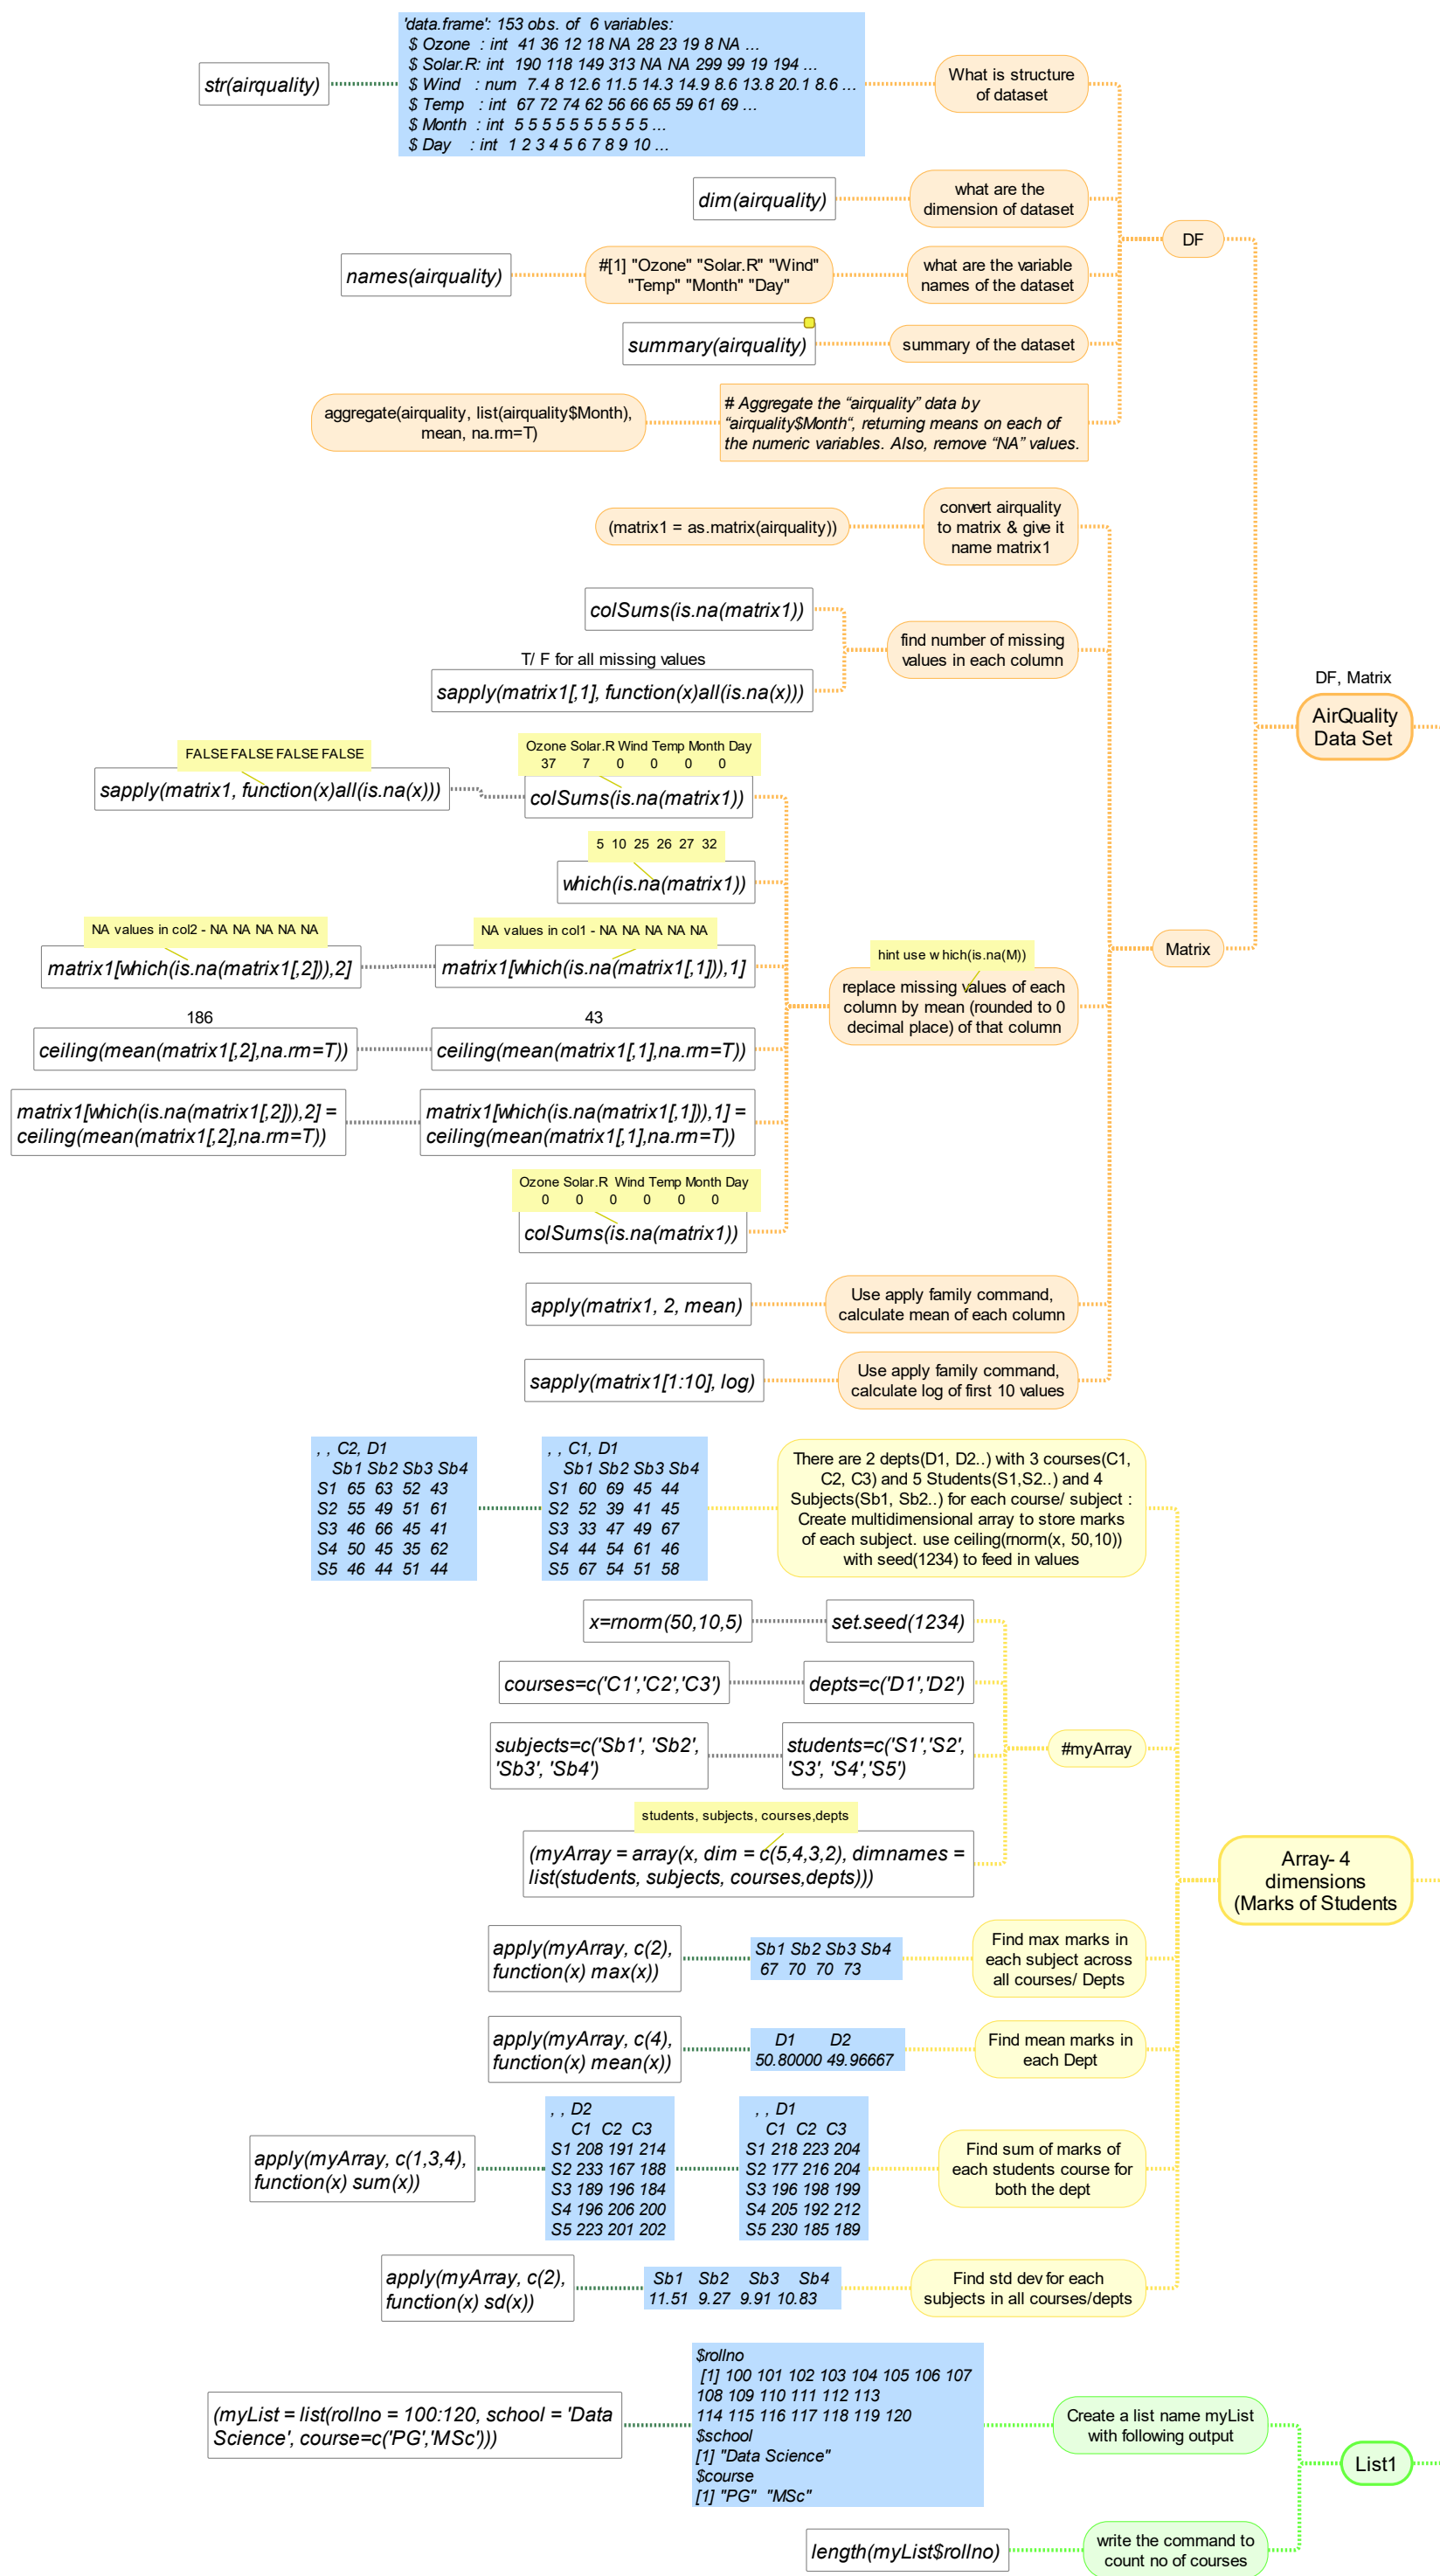 'data.frame': 153 obs. of  6 variables:
$ Ozone  : int  41 36 12 18 NA 28 23 19 8 NA ...
$ Solar.R: int  190 118 149 313 NA NA 299 99 19 194 ...
$ Wind   : num  7.4 8 12.6 11.5 14.3 14.9 8.6 13.8 20.1 8.6 ...
$ Temp   : int  67 72 74 62 56 66 65 59 61 69 ...
$ Month  : int  5 5 5 5 5 5 5 5 5 5 ...
$ Day    : int  1 2 3 4 5 6 7 8 9 10 ...
str(airquality)
What is structure
of dataset
dim(airquality)
what are the
dimension of dataset
DF
names(airquality)
#[1] "Ozone" "Solar.R" "Wind"
"Temp" "Month" "Day"
what are the variable
names of the dataset
summary(airquality)
summary of the dataset
aggregate(airquality, list(airquality$Month),
mean, na.rm=T)
# Aggregate the “airquality” data by
“airquality$Month“, returning means on each of
the numeric variables. Also, remove “NA” values.
(matrix1 = as.matrix(airquality))
convert airquality
to matrix & give it
name matrix1
colSums(is.na(matrix1))
find number of missing
values in each column
T/ F for all missing values
sapply(matrix1[,1], function(x)all(is.na(x)))
DF, Matrix
AirQuality
Data Set
FALSE FALSE FALSE FALSE
sapply(matrix1, function(x)all(is.na(x)))
Ozone Solar.R Wind Temp Month Day
37 7 0 0 0 0
colSums(is.na(matrix1))
5 10 25 26 27 32
which(is.na(matrix1))
NA values in col2 - NA NA NA NA NA
matrix1[which(is.na(matrix1[,2])),2]
NA values in col1 - NA NA NA NA NA
matrix1[which(is.na(matrix1[,1])),1]
hint use w hich(is.na(M))
replace missing values of each
column by mean (rounded to 0
decimal place) of that column
Matrix
186
ceiling(mean(matrix1[,2],na.rm=T))
43
ceiling(mean(matrix1[,1],na.rm=T))
matrix1[which(is.na(matrix1[,2])),2] =
ceiling(mean(matrix1[,2],na.rm=T))
matrix1[which(is.na(matrix1[,1])),1] =
ceiling(mean(matrix1[,1],na.rm=T))
Ozone Solar.R Wind Temp Month Day
0 0 0 0 0 0
colSums(is.na(matrix1))
apply(matrix1, 2, mean)
Use apply family command,
calculate mean of each column
sapply(matrix1[1:10], log)
Use apply family command,
calculate log of first 10 values
, , C2, D1
Sb1 Sb2 Sb3 Sb4
S1 65 63 52 43
S2 55 49 51 61
S3 46 66 45 41
S4 50 45 35 62
S5 46 44 51 44
, , C1, D1
Sb1 Sb2 Sb3 Sb4
S1 60 69 45 44
S2 52 39 41 45
S3 33 47 49 67
S4 44 54 61 46
S5 67 54 51 58
There are 2 depts(D1, D2..) with 3 courses(C1,
C2, C3) and 5 Students(S1,S2..) and 4
Subjects(Sb1, Sb2..) for each course/ subject :
Create multidimensional array to store marks
of each subject. use ceiling(rnorm(x, 50,10))
with seed(1234) to feed in values
x=rnorm(50,10,5)
set.seed(1234)
courses=c('C1','C2','C3')
depts=c('D1','D2')
subjects=c('Sb1', 'Sb2',
'Sb3', 'Sb4')
students=c('S1','S2',
'S3', 'S4','S5')
#myArray
students, subjects, courses,depts
(myArray = array(x, dim = c(5,4,3,2), dimnames =
list(students, subjects, courses,depts)))
Array- 4
dimensions
(Marks of Students
apply(myArray, c(2),
function(x) max(x))
Sb1 Sb2 Sb3 Sb4
67 70 70 73
Find max marks in
each subject across
all courses/ Depts
apply(myArray, c(4),
function(x) mean(x))
D1 D2
50.80000 49.96667
Find mean marks in
each Dept
apply(myArray, c(1,3,4),
function(x) sum(x))
, , D2
C1 C2 C3
S1 208 191 214
S2 233 167 188
S3 189 196 184
S4 196 206 200
S5 223 201 202
, , D1
C1 C2 C3
S1 218 223 204
S2 177 216 204
S3 196 198 199
S4 205 192 212
S5 230 185 189
Find sum of marks of
each students course for
both the dept
apply(myArray, c(2),
function(x) sd(x))
Sb1 Sb2 Sb3 Sb4
11.51 9.27 9.91 10.83
Find std dev for each
subjects in all courses/depts
(myList = list(rollno = 100:120, school = 'Data
Science', course=c('PG','MSc')))
$rollno
[1] 100 101 102 103 104 105 106 107
108 109 110 111 112 113
114 115 116 117 118 119 120
$school
[1] "Data Science"
$course
[1] "PG"  "MSc"
Create a list name myList
with following output
List1
length(myList$rollno)
write the command to
count no of courses